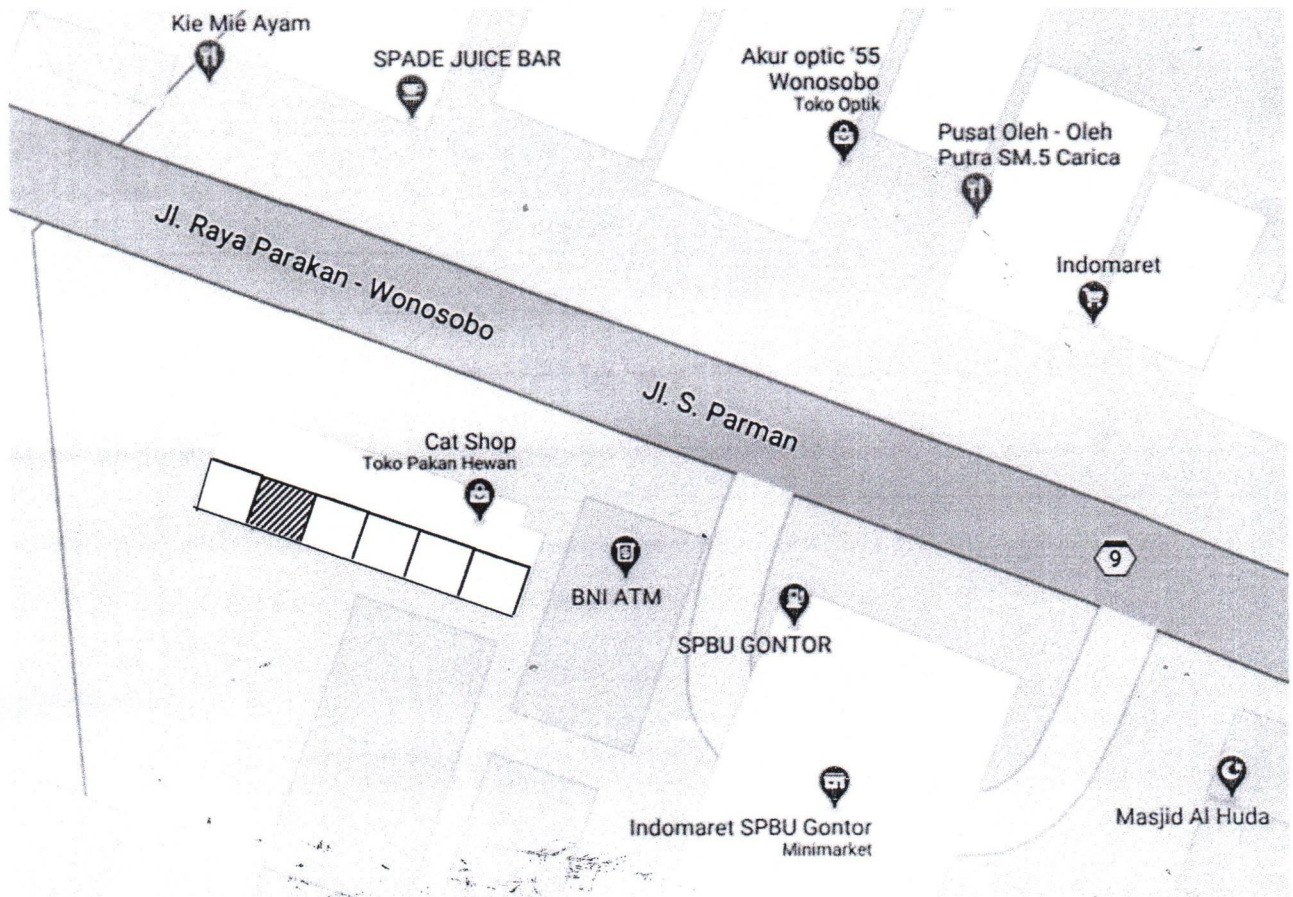 Kie Mie Ayam
SPADE JUICE BAR
Akur optic '55
Wonosobo
Toko Optik
Pusat Oleh - Oleh
Putra SM.5 Carica
Indomaret
Jl. Raya Parakan - Wonosobo
Jl. S. Parman
Cat Shop
Toko Pakan Hewan
9
BNI ATM
SPBU GONTOR
Indomaret SPBU Gontor
Minimarket
Masjid Al Huda